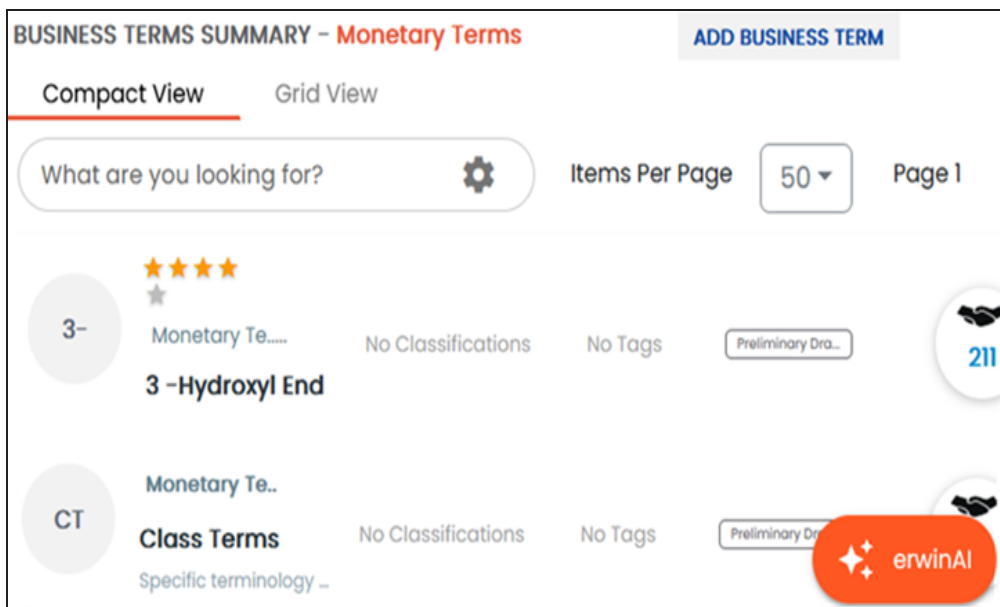 BUSINESS TERMS SUMMARY - Monetary Terms
ADD BUSINESS TERM
Compact View
Grid View
What are you looking for?
Items Per Page
50
Page 1
3-
Monetary Te.....
3 -Hydroxyl End
No Classifications
No Tags
Preliminary Dra...
211
CT
Monetary Te..
Class Terms
Specific terminology ...
No Classifications
No Tags
Preliminary Dr
erwinAI